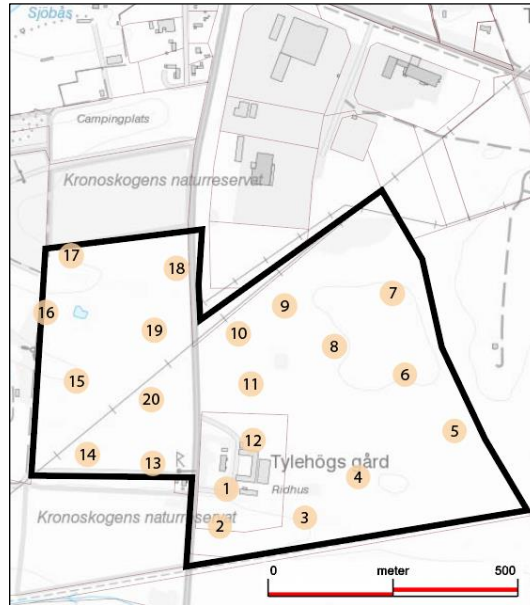 Sjöbås
Campingplats
Kronoskogens naturreservat
17
18
16
7
9
19
10
8
11
6
15
20
5
12
14
13
Tylehögs gård
4
1
Ridhus
3
2
Kronoskogens naturreservat
0 meter 500